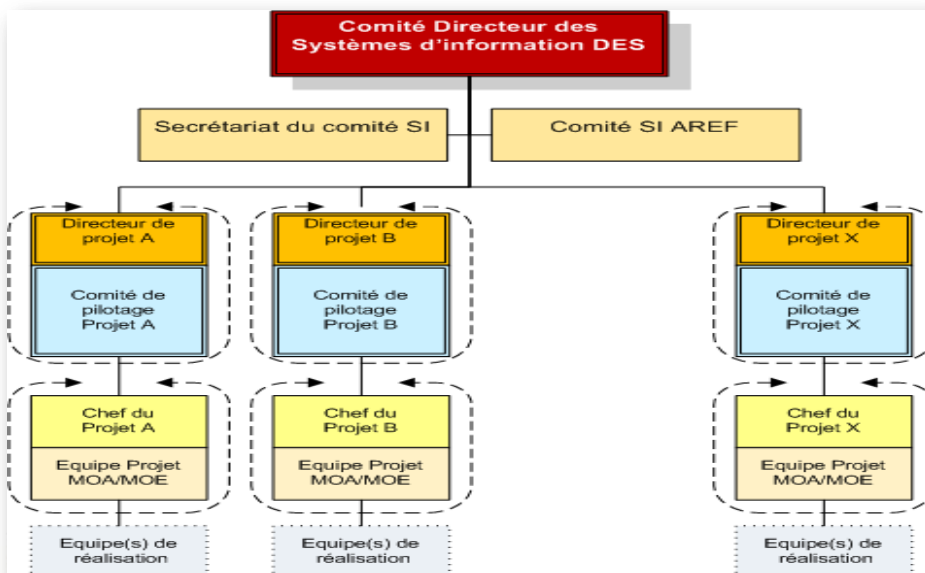 Comité Directeur des
Systèmes d'information DES
Secrétariat du comité SI
Comité SI AREF
Directeur de
projet A
Directeur de
projet B
Directeur de
projet X
Comité de
pilotage
Projet A
Comité de
pilotage
Projet B
Comité de
pilotage
Projet X
Chef du
Projet A
Chef du
Projet B
Chef du
Projet X
Equipe Projet
MOA/MOE
Equipe Projet
MOA/MOE
Equipe Projet
MOA/MOE
Equipe(s) de
réalisation
Equipe(s) de
réalisation
Equipe(s) de
réalisation